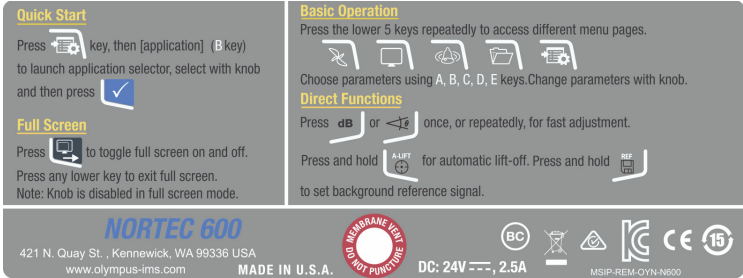 Quick Start
Press key, then [application] (B key)
to launch application selector, select with knob
and then press
Full Screen
Press to toggle full screen on and off.
Press any lower key to exit full screen.
Note: Knob is disabled in full screen mode.
Basic Operation
Press the lower 5 keys repeatedly to access different menu pages.
Choose parameters using A, B, C, D, E keys.Change parameters with knob.
Direct Functions
Press dB or once, or repeatedly, for fast adjustment.
Press and hold A-LIFT for automatic lift-off. Press and hold REF.
to set background reference signal.
NORTEC 600
421 N. Quay St. , Kennewick, WA 99336 USA
www.olympus-ims.com
MADE IN U.S.A.
MEMBRANE VENT
DO NOT PUNCTURE
DC: 24V ⎓, 2.5A
BC
CE
15
MSIP-REM-OYN-N600